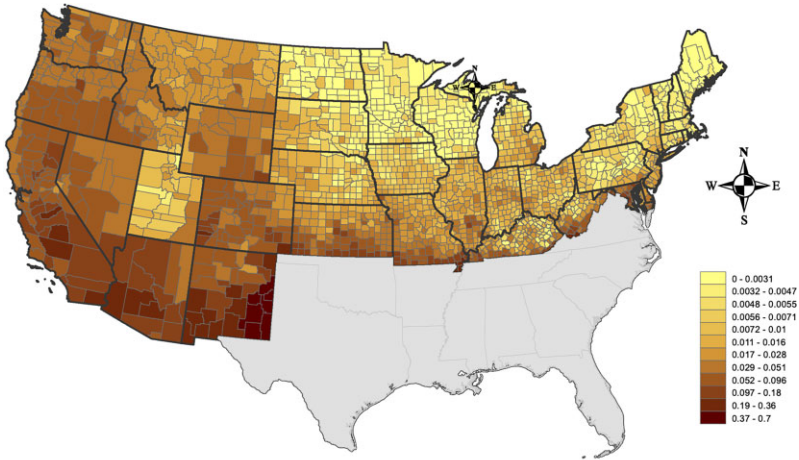 N
W E
S
N
W E
S
0 - 0.0031
0.0032 - 0.0047
0.0048 - 0.0055
0.0056 - 0.0071
0.0072 - 0.01
0.011 - 0.016
0.017 - 0.028
0.029 - 0.051
0.052 - 0.096
0.097 - 0.18
0.19 - 0.36
0.37 - 0.7